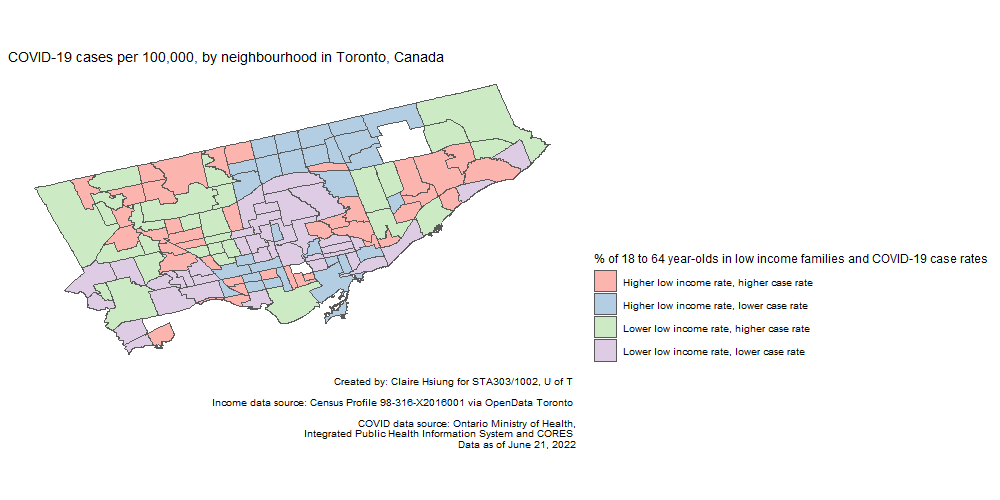 COVID-19 cases per 100,000, by neighbourhood in Toronto, Canada
% of 18 to 64 year-olds in low income families and COVID-19 case rates
Higher low income rate, higher case rate
Higher low income rate, lower case rate
Lower low income rate, higher case rate
Lower low income rate, lower case rate
Created by: Claire Hsiung for STA303/1002, U of T
Income data source: Census Profile 98-316-X2016001 via OpenData Toronto
COVID data source: Ontario Ministry of Health,
Integrated Public Health Information System and CORES
Data as of June 21, 2022